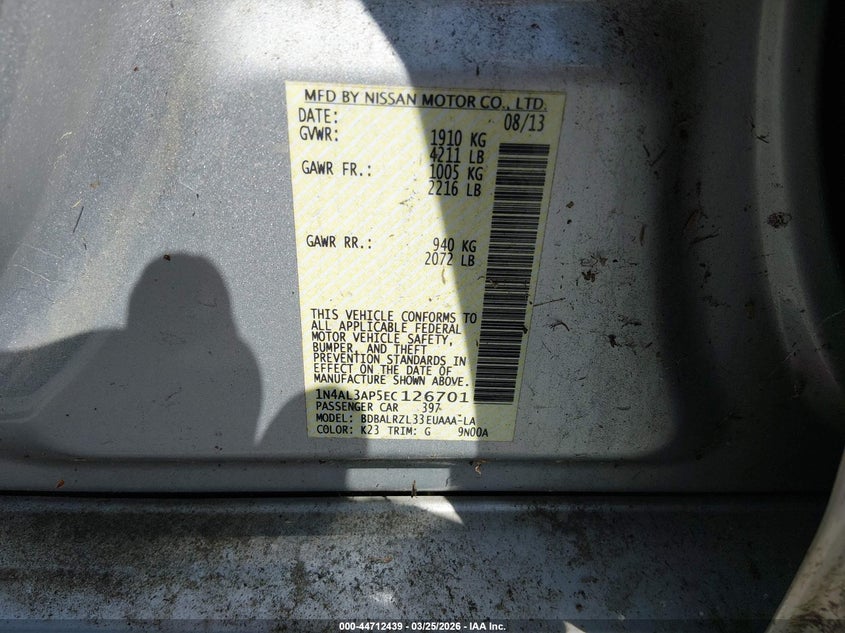 MFD BY NISSAN MOTOR CO., LTD.
DATE: 08/13
GVWR: 1910 KG
4211 LB
GAWR FR.: 1005 KG
2216 LB
GAWR RR.: 940 KG
2072 LB
THIS VEHICLE CONFORMS TO
ALL APPLICABLE FEDERAL
MOTOR VEHICLE SAFETY,
BUMPER, AND THEFT
PREVENTION STANDARDS IN
EFFECT ON THE DATE OF
MANUFACTURE SHOWN ABOVE.
1N4AL3AP5EC126701
PASSENGER CAR 397
MODEL: BDBALRZL33EUAAA-LA
COLOR: K23 TRIM: G 9N00A
000-44712439 | 03/25/2026 - IAA Inc.